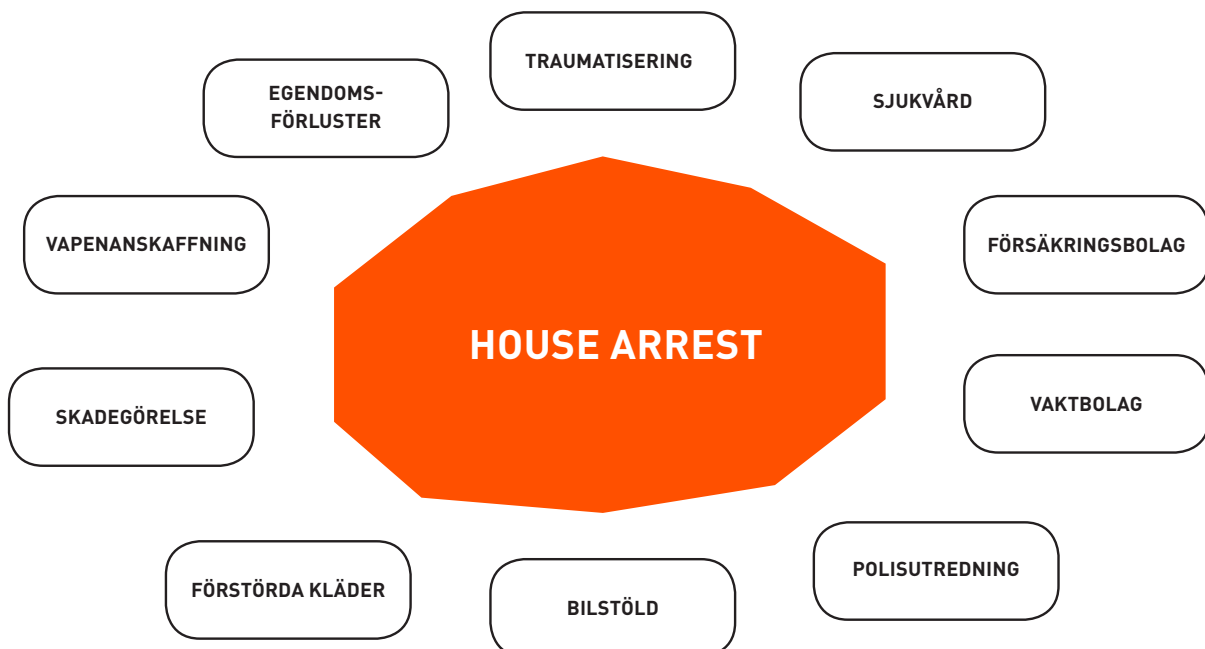 TRAUMATISERING
EGENDOMS-
FÖRLUSTER
SJUKVÅRD
VAPENANSKAFFNING
FÖRSÄKRINGSBOLAG
HOUSE ARREST
SKADEGÖRELSE
VAKTBOLAG
FÖRSTÖRDA KLÄDER
BILSTÖLD
POLISUTREDNING